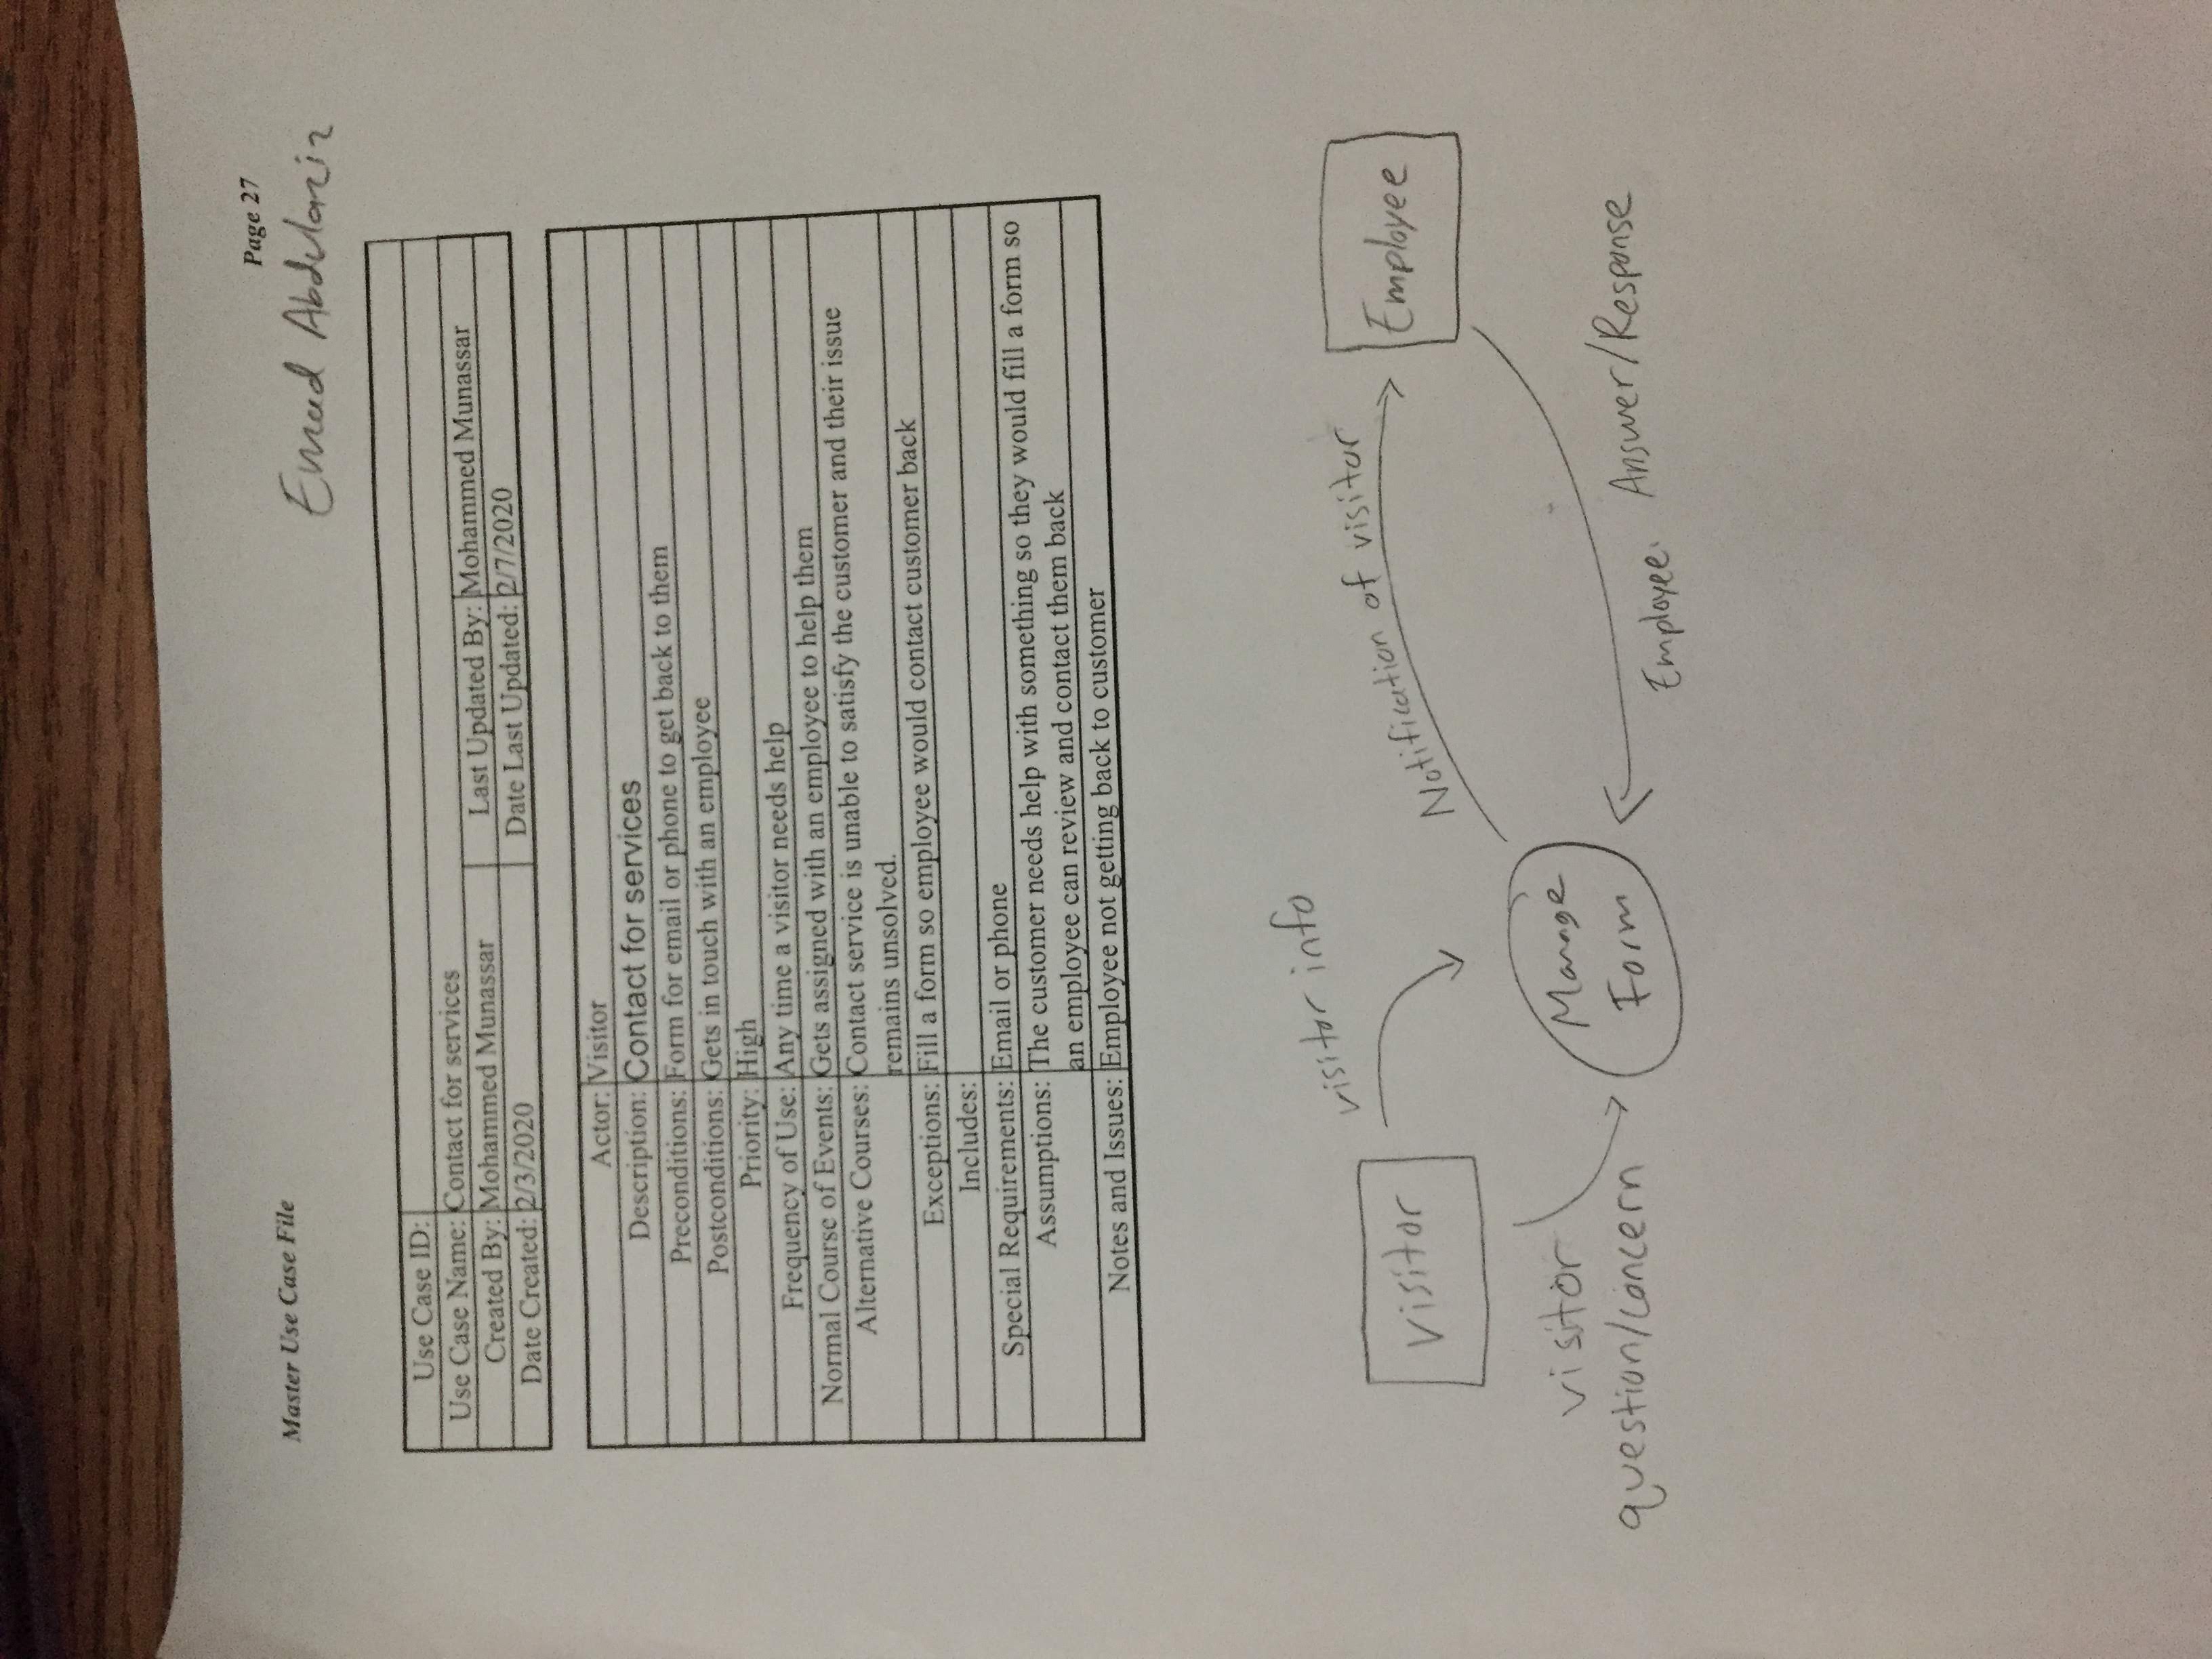 Page 27
Master Use Case File
Emad Abdulaziz
Use Case ID:
Use Case Name: Contact for services
Created By: Mohammed Munassar Last Updated By: Mohammed Munassar
Date Created: 2/3/2020 Date Last Updated: 2/7/2020
Actor: Visitor
Description: Contact for services
Preconditions: Form for email or phone to get back to them
Postconditions: Gets in touch with an employee
Priority: High
Frequency of Use: Any time a visitor needs help
Normal Course of Events: Gets assigned with an employee to help them
Alternative Courses: Contact service is unable to satisfy the customer and their issue
remains unsolved.
Exceptions: Fill a form so employee would contact customer back
Includes:
Special Requirements: Email or phone
Assumptions: The customer needs help with something so they would fill a form so
an employee can review and contact them back
Notes and Issues: Employee not getting back to customer
visitor info
Visitor
Notification of visitor
Employee
visitor
question/concern
Manage
Form
Employee Answer/Response